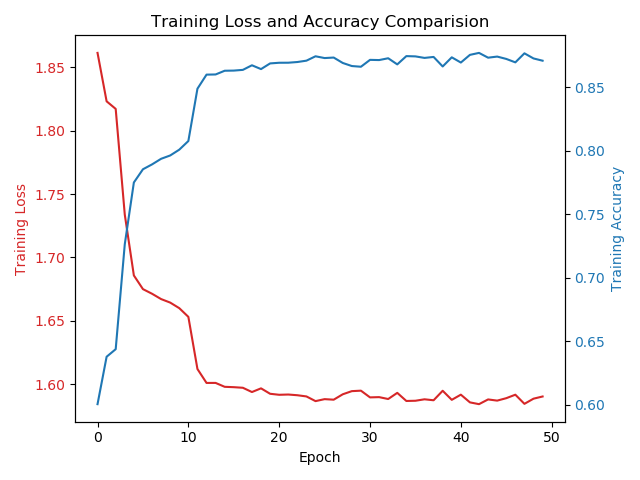 Training Loss and Accuracy Comparision
Training Loss
1.85
1.80
1.75
1.70
1.65
1.60
0.85
0.80
0.75
0.70
0.65
0.60
Training Accuracy
0 10 20 30 40 50
Epoch